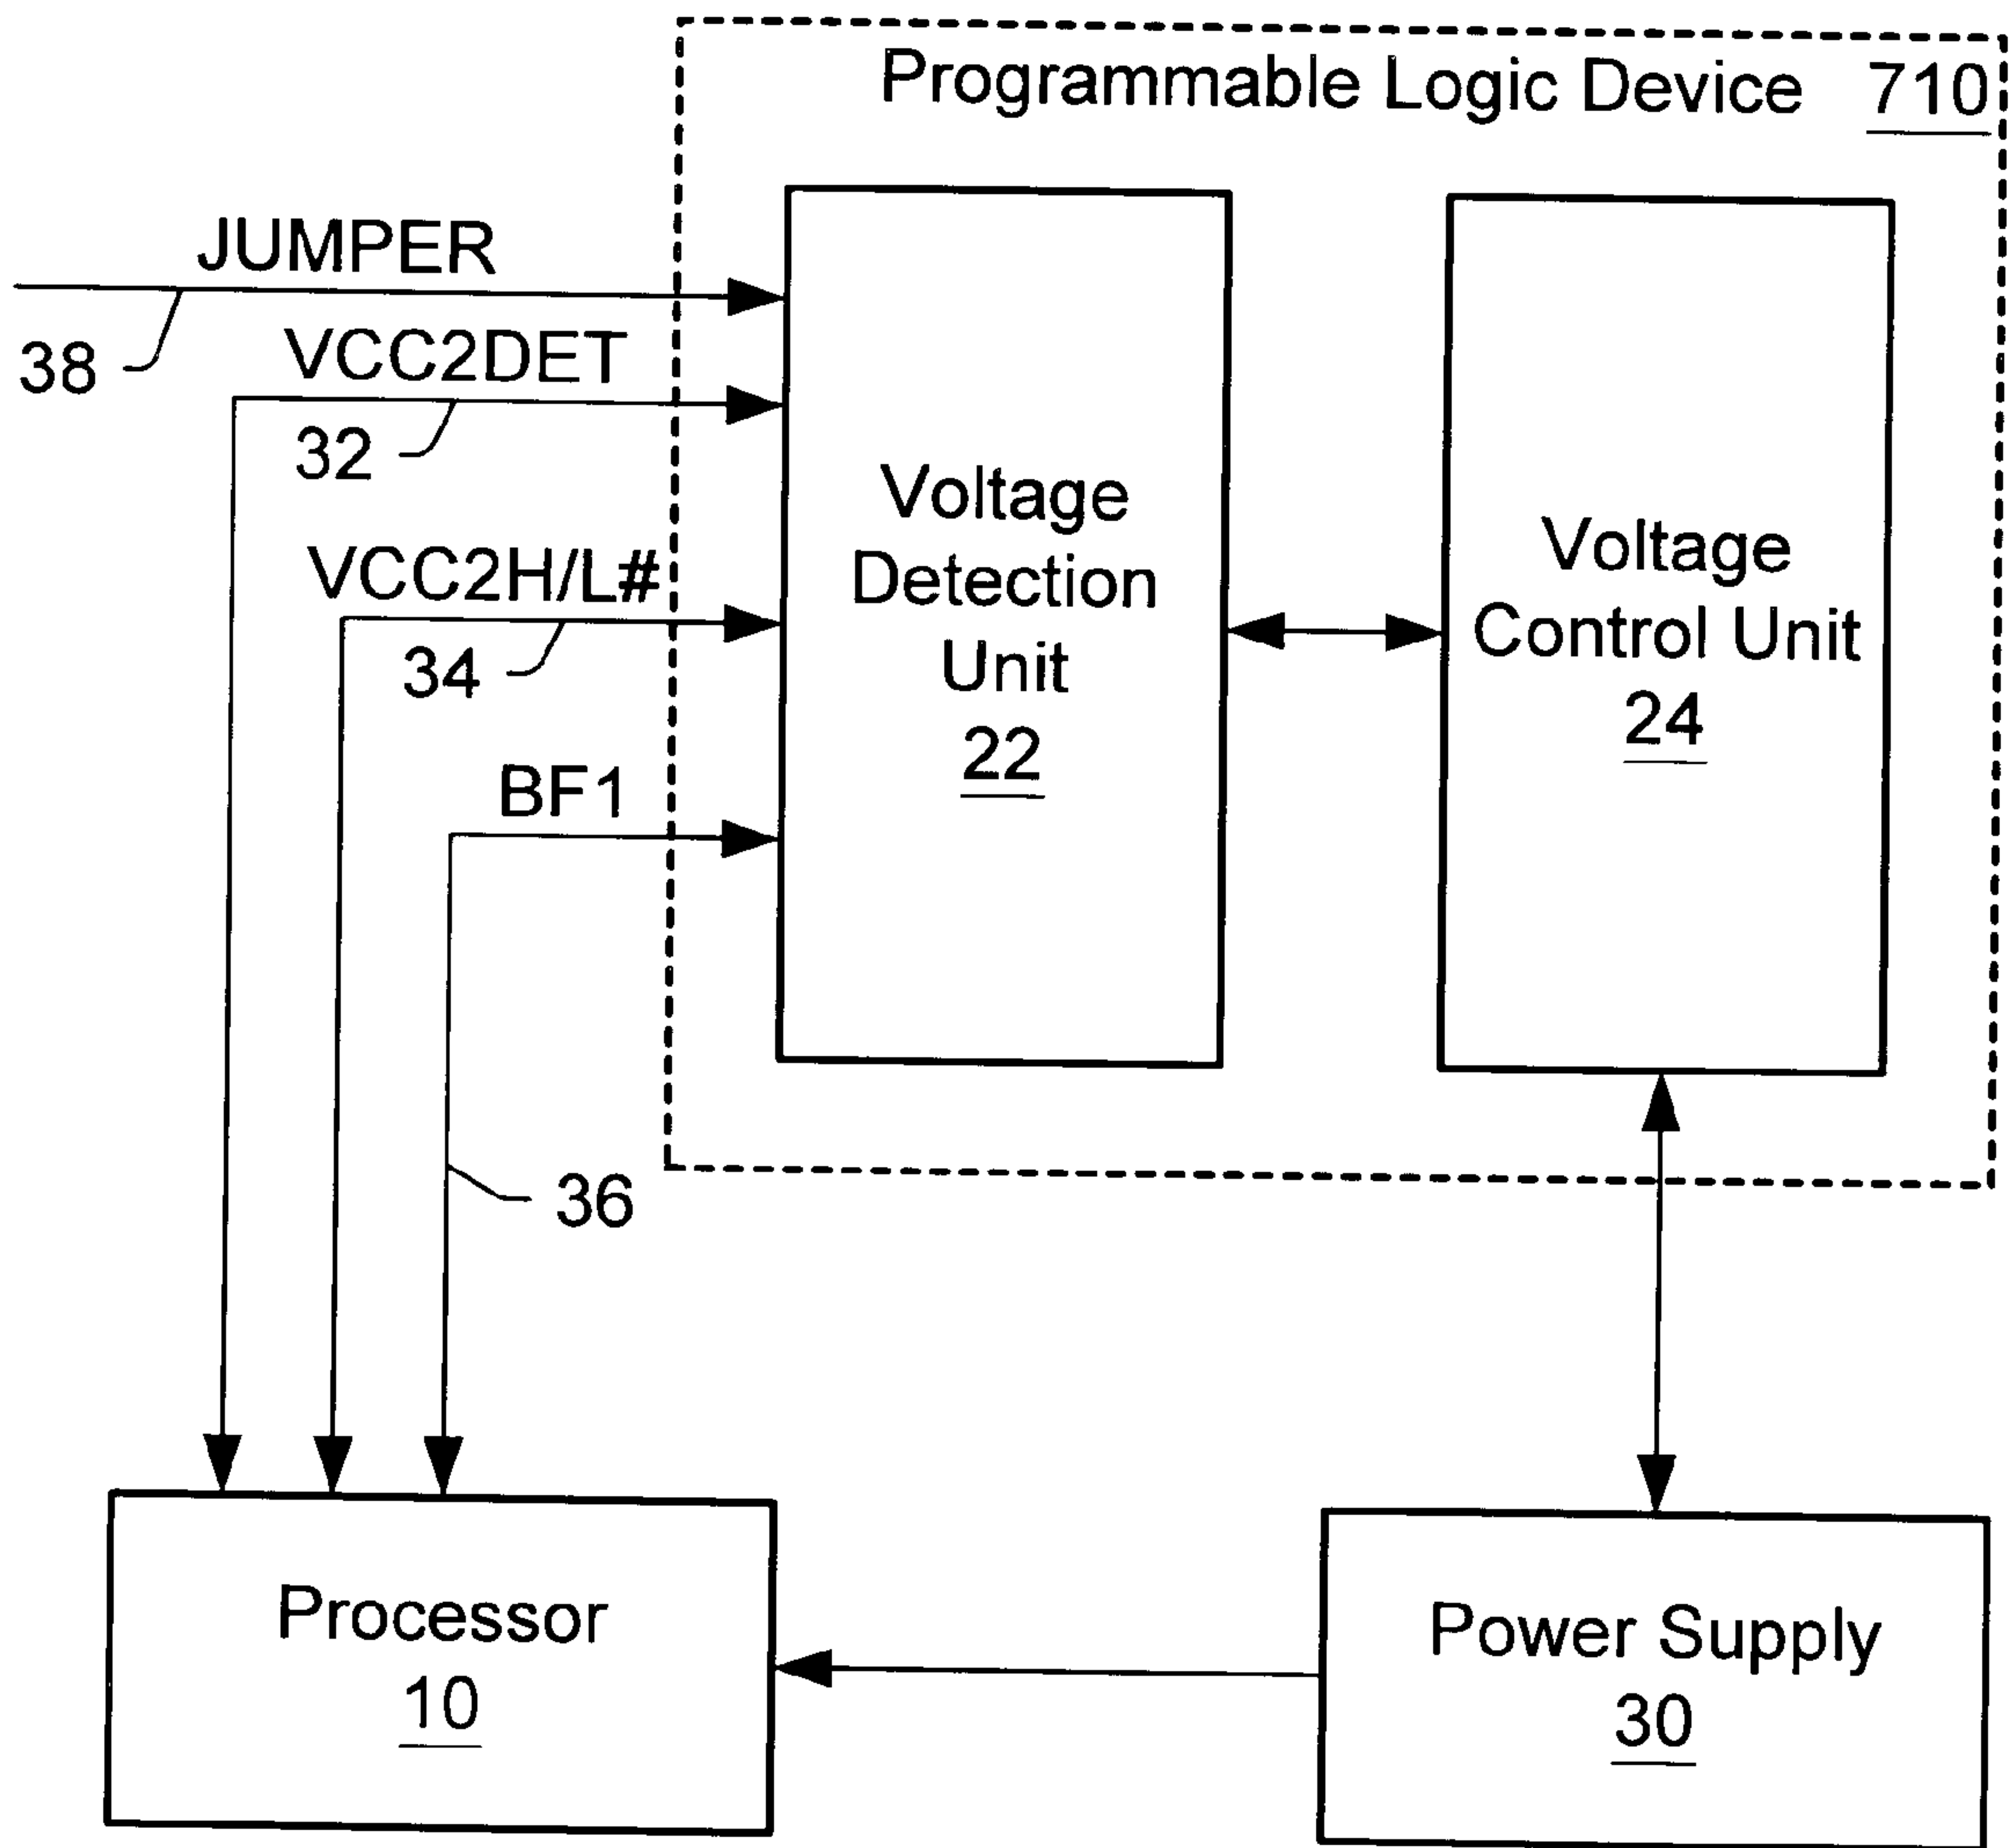 Programmable Logic Device 710
JUMPER
38
VCC2DET
32
VCC2H/L#
34
BF1
36
Voltage
Detection
Unit
22
Voltage
Control Unit
24
Processor
10
Power Supply
30